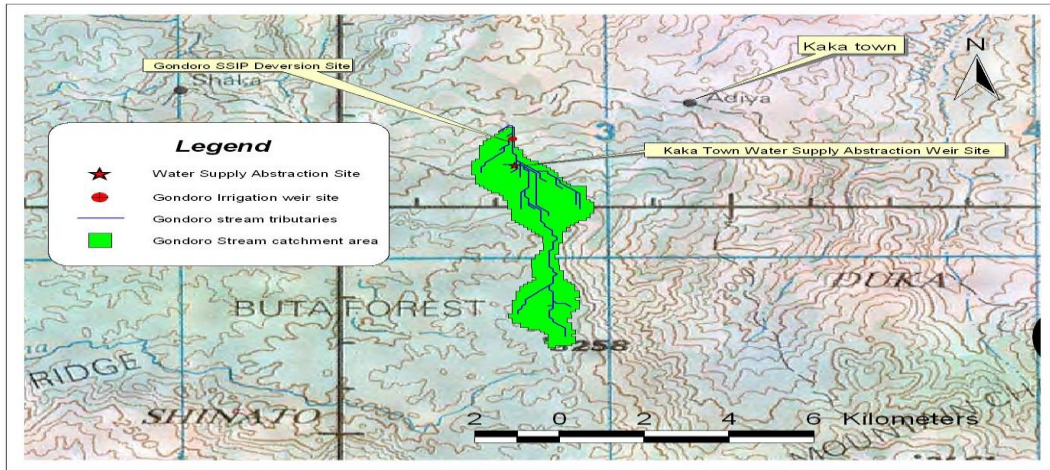 Gondoro SSIP Deversion Site
Kaka town
N
Shaka
Adiya
3
4
Legend
Kaka Town Water Supply Abstraction Weir Site
Water Supply Abstraction Site
Gondoro Irrigation weir site
Gondoro stream tributaries
Gondoro Stream catchment area
DUKA
BUTA FOREST
3258
RIDGE
SHINATO
2 0 2 4 6 Kilometers